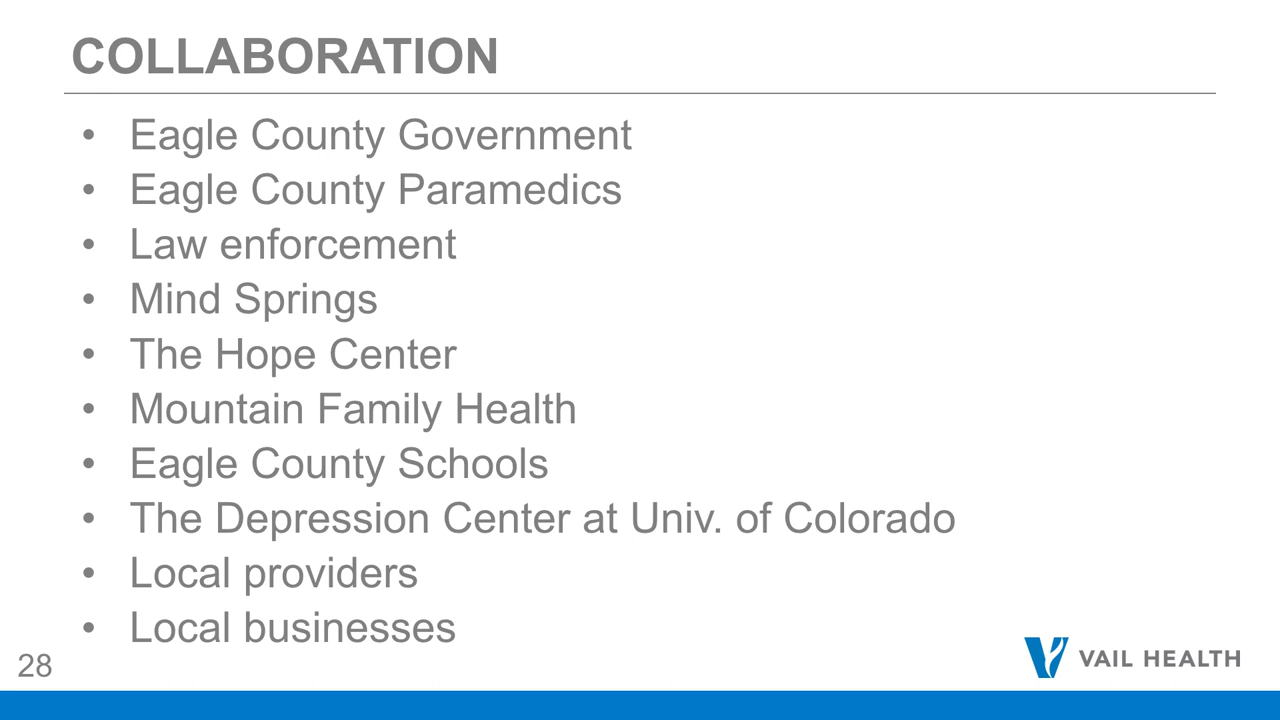 COLLABORATION
• Eagle County Government
• Eagle County Paramedics
• Law enforcement
• Mind Springs
• The Hope Center
• Mountain Family Health
• Eagle County Schools
• The Depression Center at Univ. of Colorado
• Local providers
• Local businesses
28
VAIL HEALTH